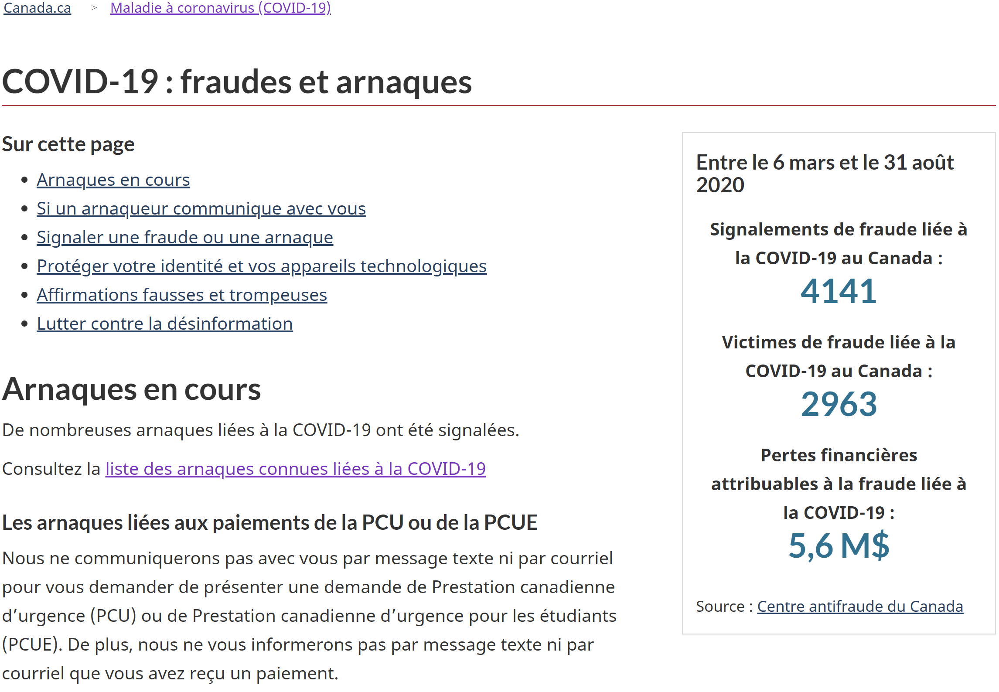 Canada.ca > Maladie à coronavirus (COVID-19)
COVID-19 : fraudes et arnaques
Sur cette page
• Arnaques en cours
• Si un arnaqueur communique avec vous
• Signaler une fraude ou une arnaque
• Protéger votre identité et vos appareils technologiques
• Affirmations fausses et trompeuses
• Lutter contre la désinformation
Arnaques en cours
De nombreuses arnaques liées à la COVID-19 ont été signalées.
Consultez la liste des arnaques connues liées à la COVID-19
Les arnaques liées aux paiements de la PCU ou de la PCUE
Nous ne communiquerons pas avec vous par message texte ni par courriel
pour vous demander de présenter une demande de Prestation canadienne
d’urgence (PCU) ou de Prestation canadienne d’urgence pour les étudiants
(PCUE). De plus, nous ne vous informerons pas par message texte ni par
courriel que vous avez reçu un paiement.
Entre le 6 mars et le 31 août
2020
Signalements de fraude liée à
la COVID-19 au Canada :
4141
Victimes de fraude liée à la
COVID-19 au Canada :
2963
Pertes financières
attribuables à la fraude liée à
la COVID-19 :
5,6 M$
Source : Centre antifraude du Canada